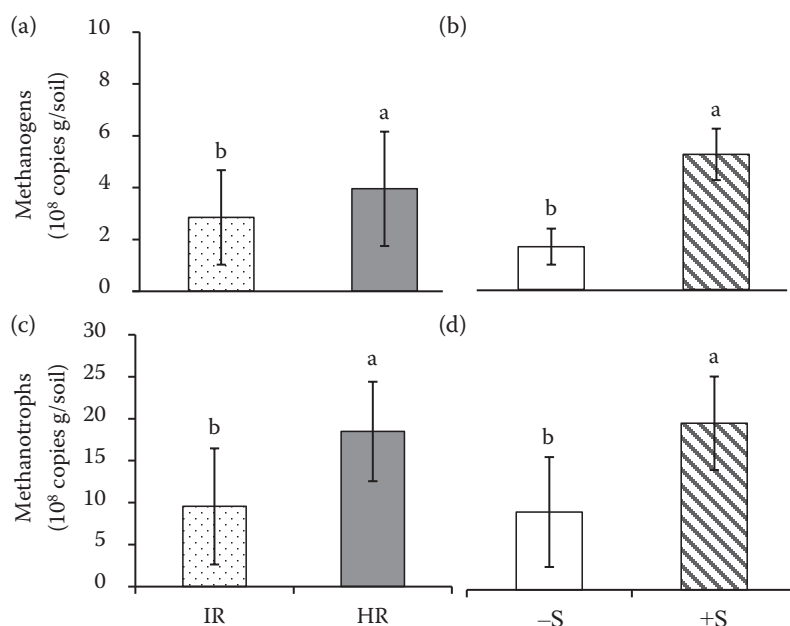 (a)
10
8
6
4
2
0
Methanogens
(10⁸ copies g/soil)
b
a
(b)
b
a
(c)
30
25
20
15
10
5
0
Methanotrophs
(10⁸ copies g/soil)
b
a
IR
HR
(d)
b
a
–S
+S